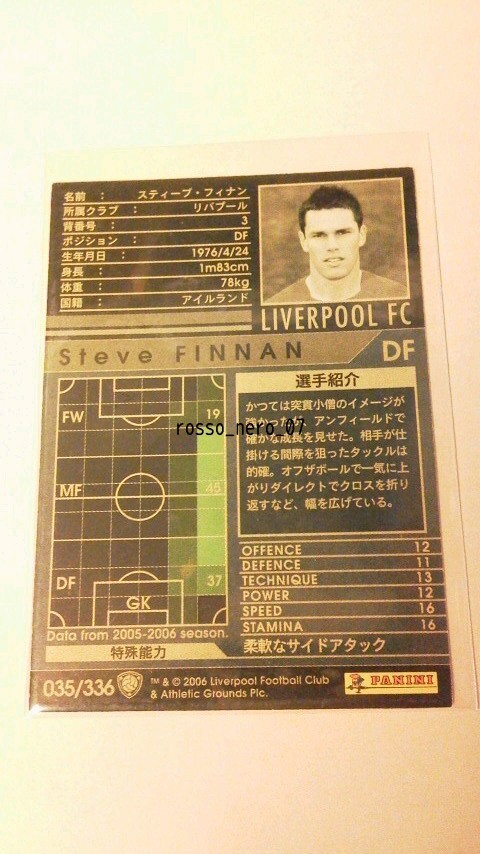 名前 : スティーブ・フィナン
所属クラブ : リバプール
背番号 : 3
ポジション : DF
生年月日 : 1976/4/24
身長 : 1m83cm
体重 : 78kg
国籍 : アイルランド
LIVERPOOL FC
Steve FINNAN DF
FW 19
MF 45
DF 37
GK
Data from 2005-2006 season.
選手紹介
かつては突貫小僧のイメージが
アンフィールドで
確かな成長を見せた。相手が仕
掛ける間際を狙ったタックルは
的確。オフザボールで一気に上
がりダイレクトでクロスを折り
返すなど、幅を広げている。
rosso_nero_07
OFFENCE 12
DEFENCE 11
TECHNIQUE 13
POWER 12
SPEED 16
STAMINA 16
特殊能力 柔軟なサイドアタック
035/336
™ & © 2006 Liverpool Football Club
& Athletic Grounds Plc.
PANINI